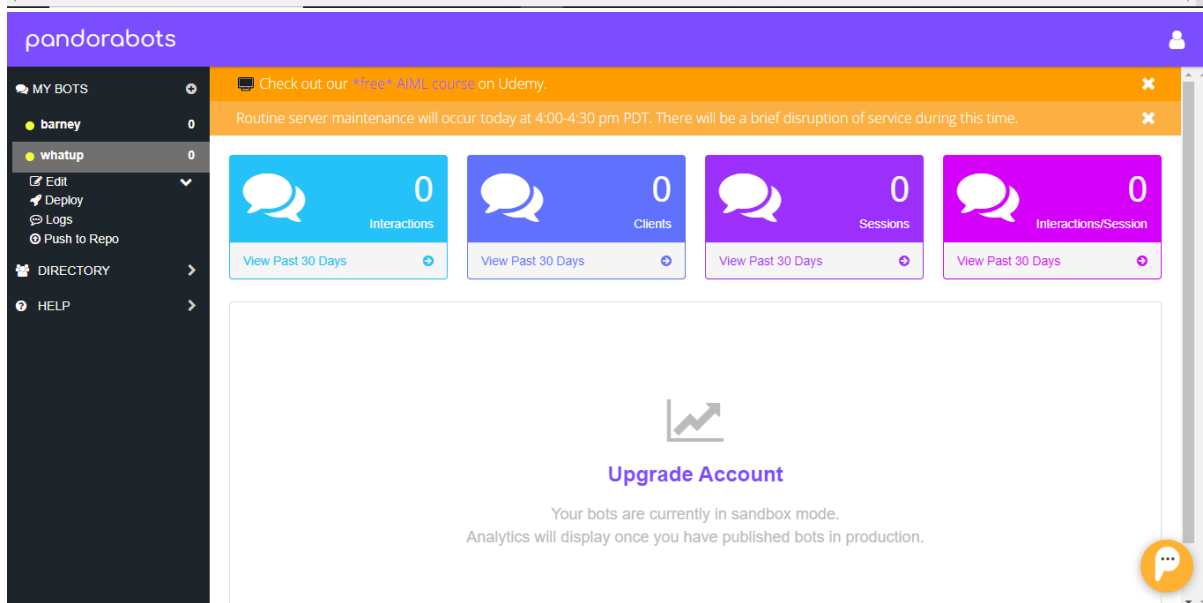 pandorabots
MY BOTS
barney 0
whatup 0
Edit
Deploy
Logs
Push to Repo
DIRECTORY
HELP
Check out our *free* AIML course on Udemy.
Routine server maintenance will occur today at 4:00-4:30 pm PDT. There will be a brief disruption of service during this time.
0
Interactions
View Past 30 Days
0
Clients
View Past 30 Days
0
Sessions
View Past 30 Days
0
Interactions/Session
View Past 30 Days
Upgrade Account
Your bots are currently in sandbox mode.
Analytics will display once you have published bots in production.